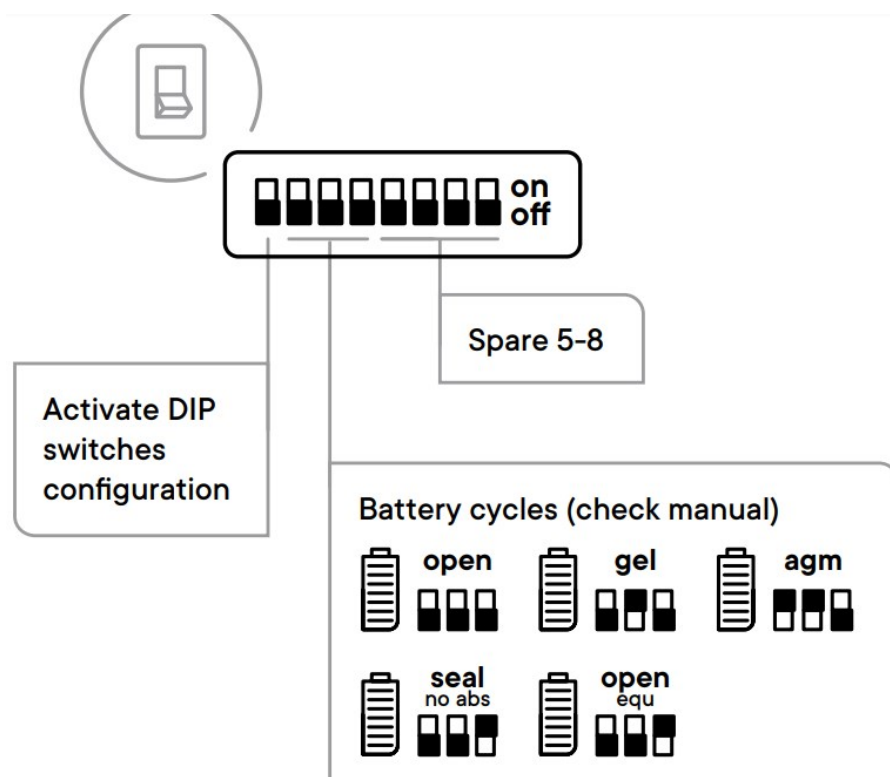 on
off
Spare 5-8
Activate DIP
switches
configuration
Battery cycles (check manual)
open
gel
agm
seal
no abs
open
equ